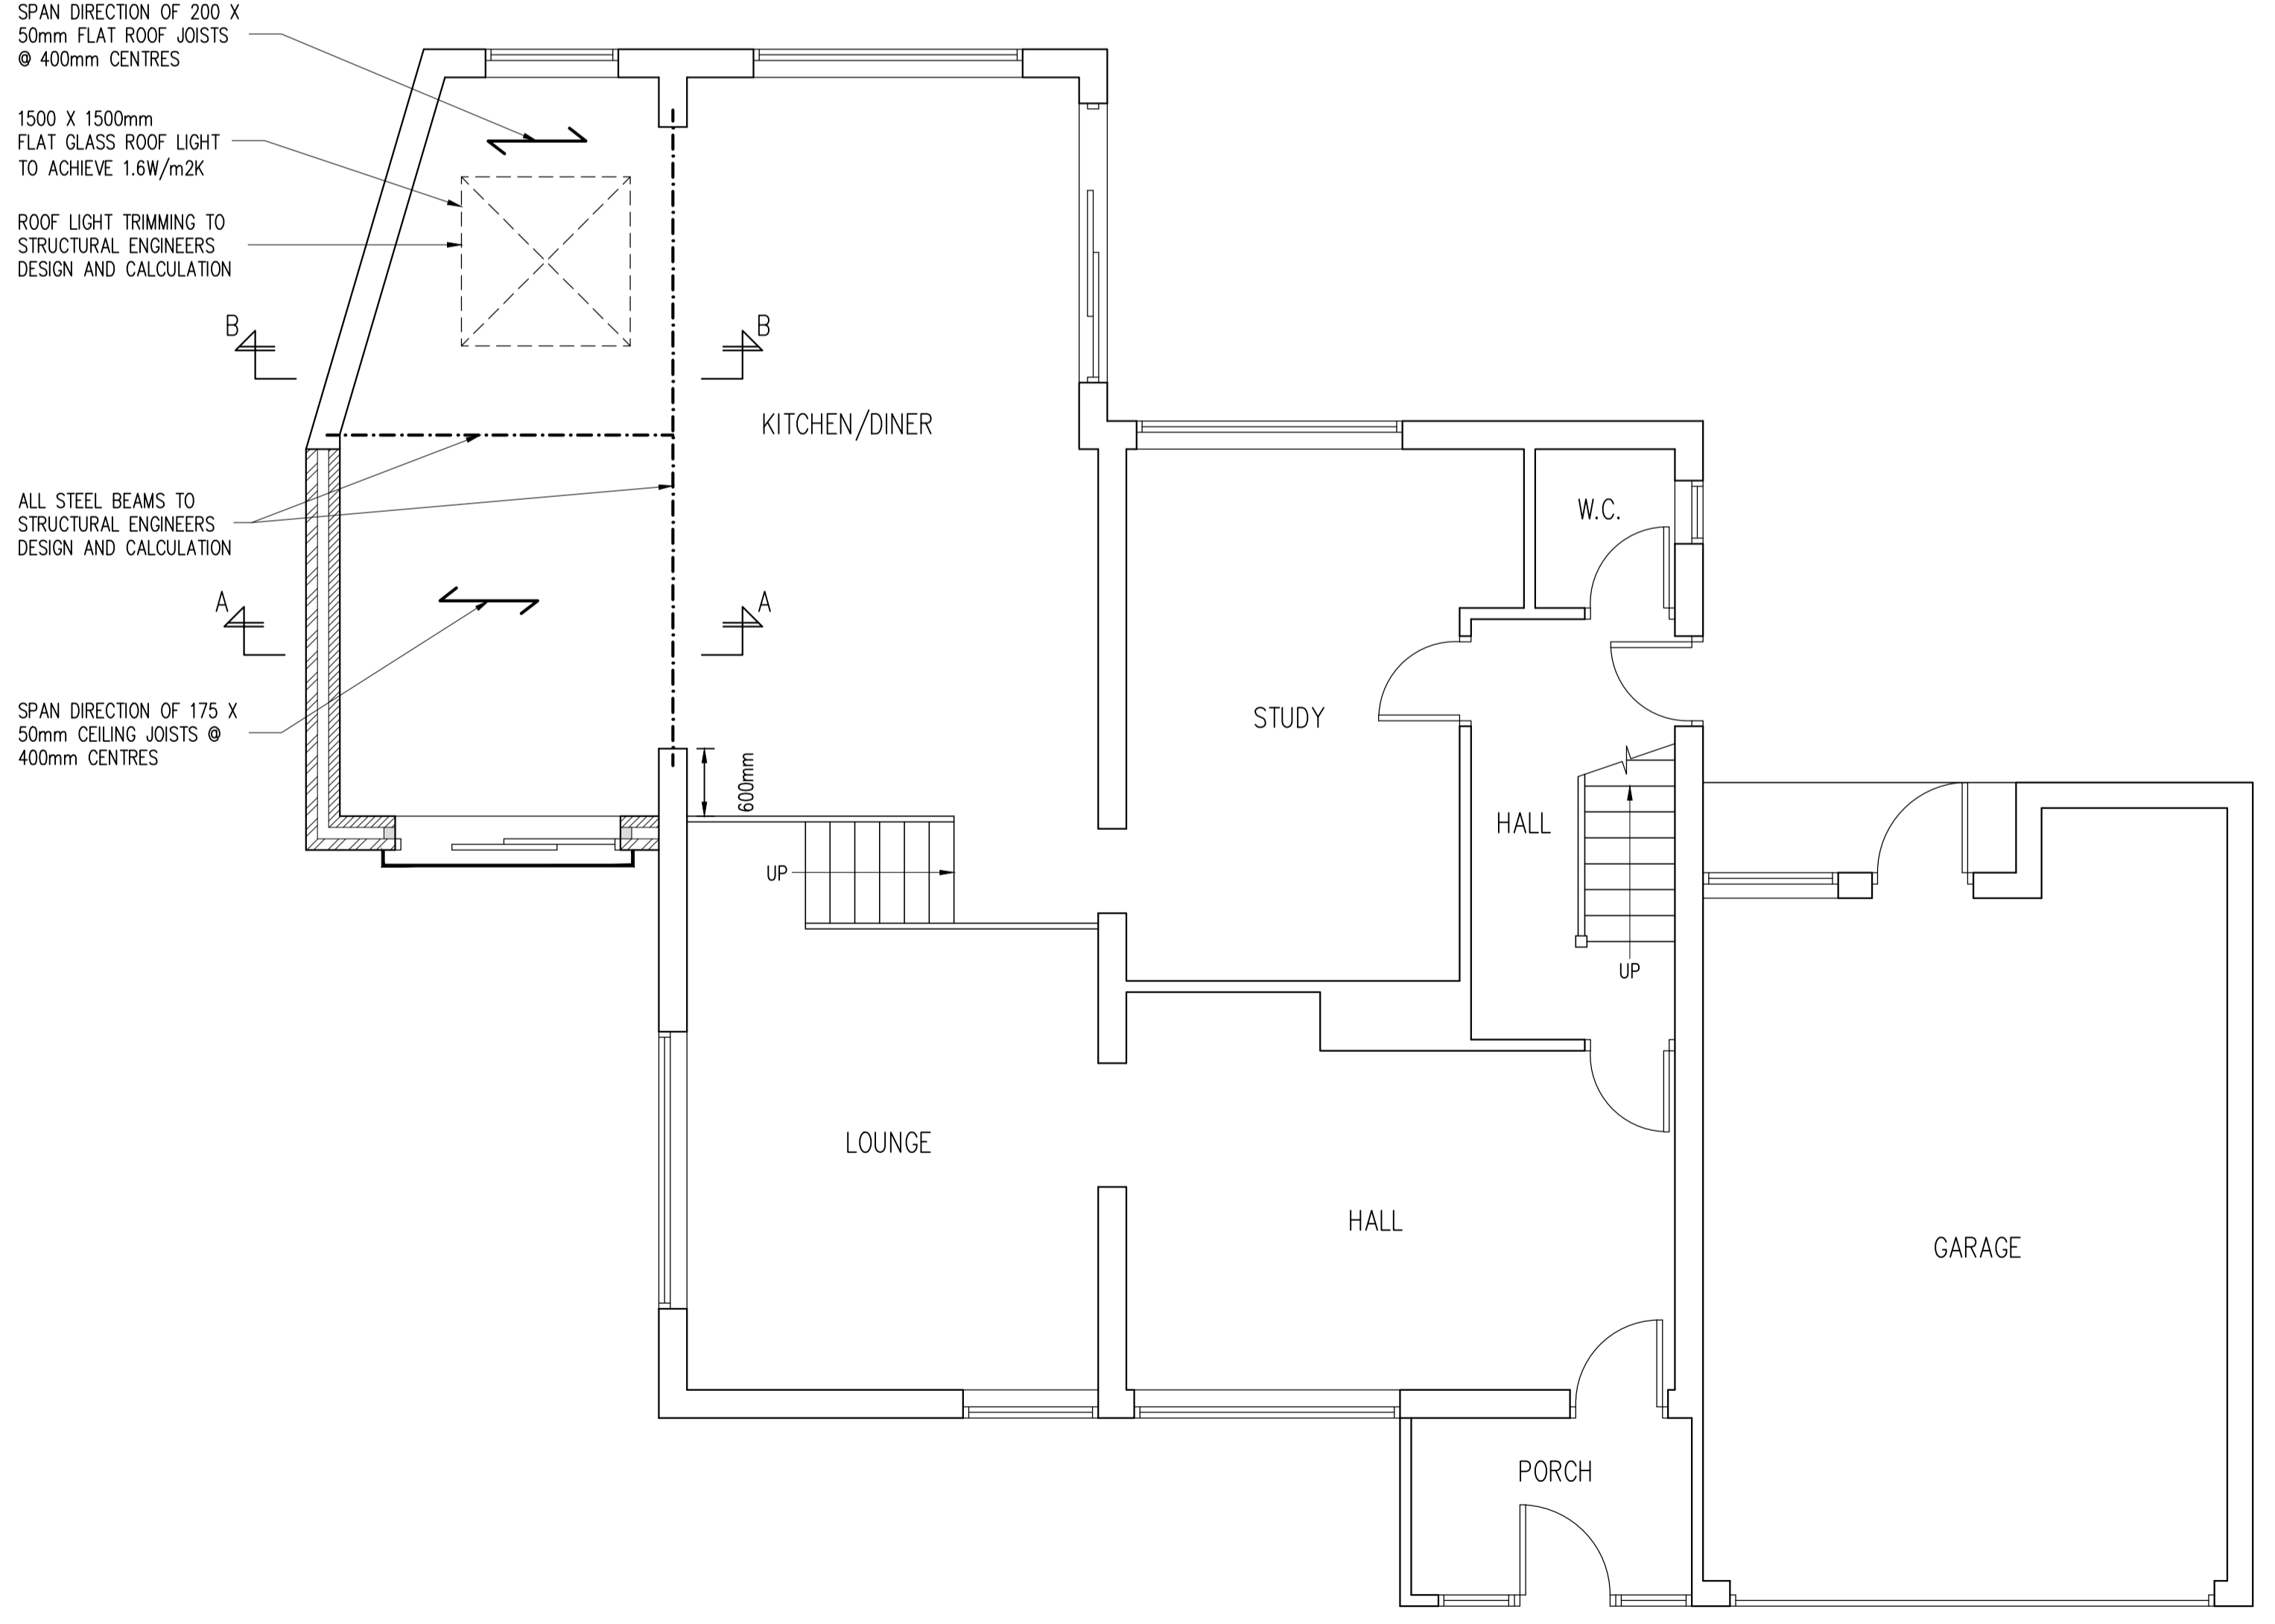 SPAN DIRECTION OF 200 X
50mm FLAT ROOF JOISTS
@ 400mm CENTRES
1500 X 1500mm
FLAT GLASS ROOF LIGHT
TO ACHIEVE 1.6W/m2K
ROOF LIGHT TRIMMING TO
STRUCTURAL ENGINEERS
DESIGN AND CALCULATION
B
B
KITCHEN/DINER
ALL STEEL BEAMS TO
STRUCTURAL ENGINEERS
DESIGN AND CALCULATION
W.C.
A
A
SPAN DIRECTION OF 175 X
50mm CEILING JOISTS @
400mm CENTRES
STUDY
600mm
HALL
UP
UP
LOUNGE
HALL
GARAGE
PORCH